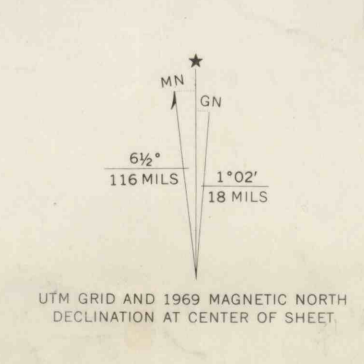 ★
MN
GN
6½°
116 MILS
1°02′
18 MILS
UTM GRID AND 1969 MAGNETIC NORTH
DECLINATION AT CENTER OF SHEET